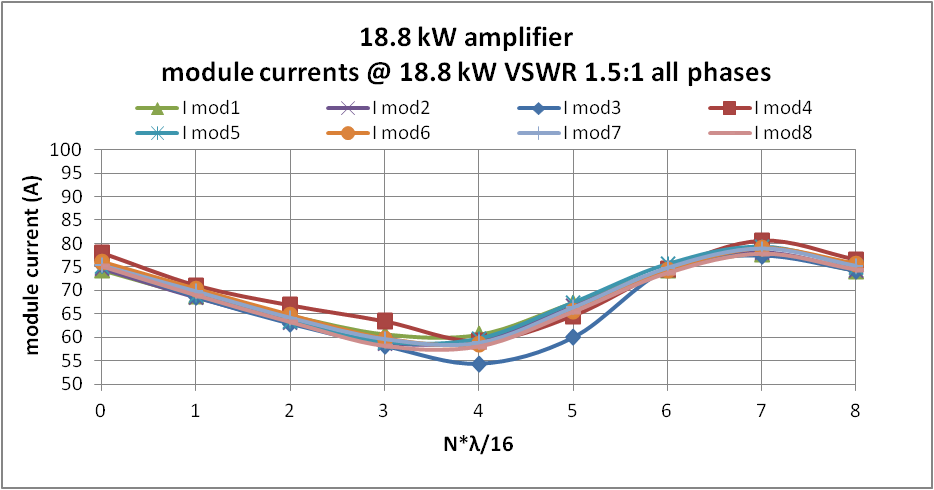 18.8 kW amplifier
module currents @ 18.8 kW VSWR 1.5:1 all phases
I mod1 I mod2 I mod3 I mod4
I mod5 I mod6 I mod7 I mod8
module current (A)
100
95
90
85
80
75
70
65
60
55
50
0 1 2 3 4 5 6 7 8
N*λ/16